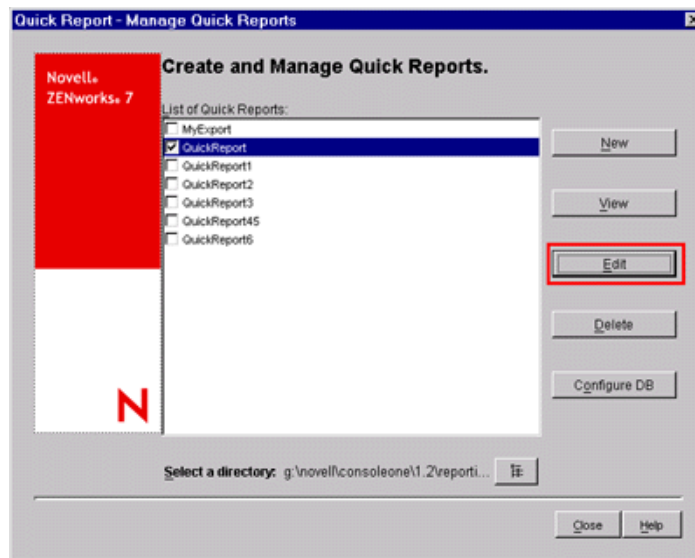 Quick Report - Manage Quick Reports
Novell®
ZENworks® 7
Create and Manage Quick Reports.
List of Quick Reports:
MyExport
QuickReport
QuickReport1
QuickReport2
QuickReport3
QuickReport45
QuickReport6
New
View
Edit
Delete
Configure DB
N
Select a directory: g:\novell\consoleone\1.2\reporti...
Close
Help